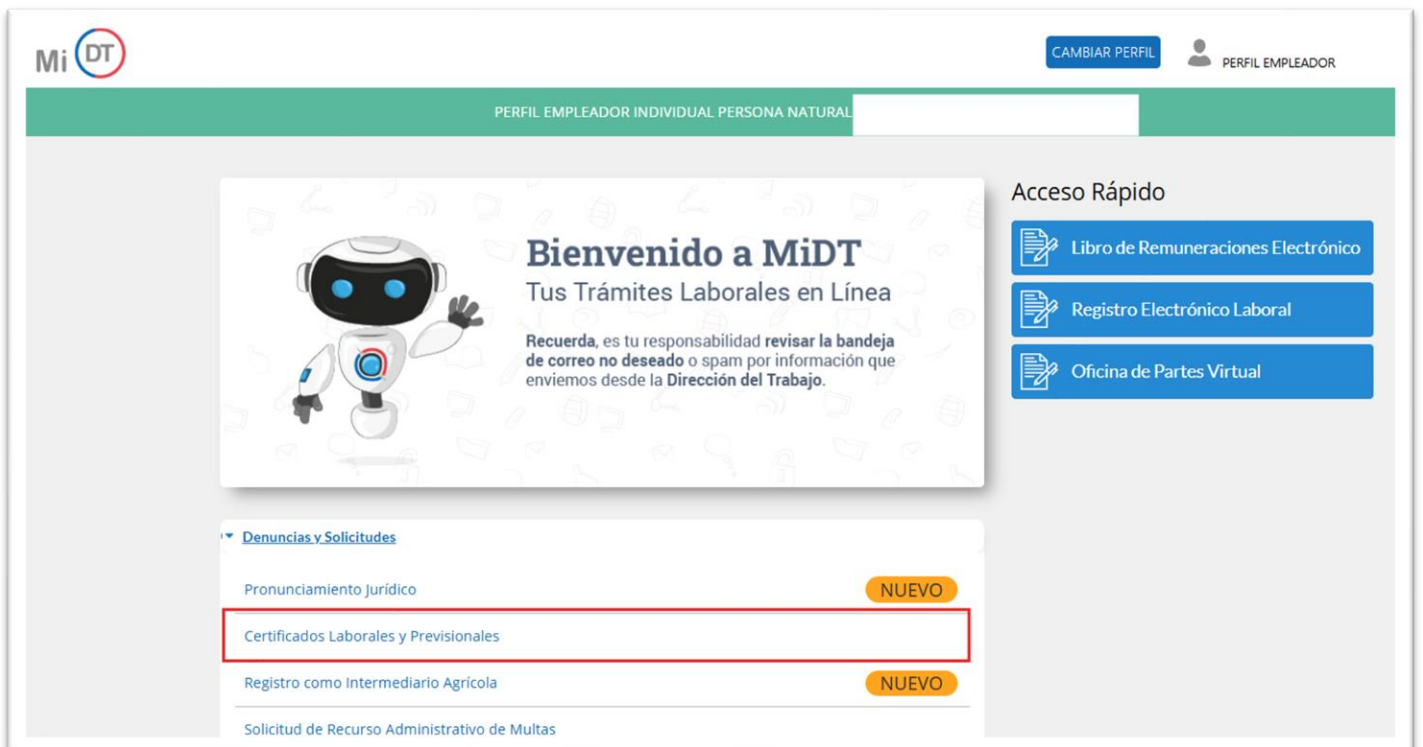 Mi DT
CAMBIAR PERFIL
PERFIL EMPLEADOR
PERFIL EMPLEADOR INDIVIDUAL PERSONA NATURAL
Bienvenido a MiDT
Tus Trámites Laborales en Línea
Recuerda, es tu responsabilidad revisar la bandeja
de correo no deseado o spam por información que
enviemos desde la Dirección del Trabajo.
Acceso Rápido
Libro de Remuneraciones Electrónico
Registro Electrónico Laboral
Oficina de Partes Virtual
Denuncias y Solicitudes
Pronunciamiento Jurídico NUEVO
Certificados Laborales y Previsionales
Registro como Intermediario Agrícola NUEVO
Solicitud de Recurso Administrativo de Multas